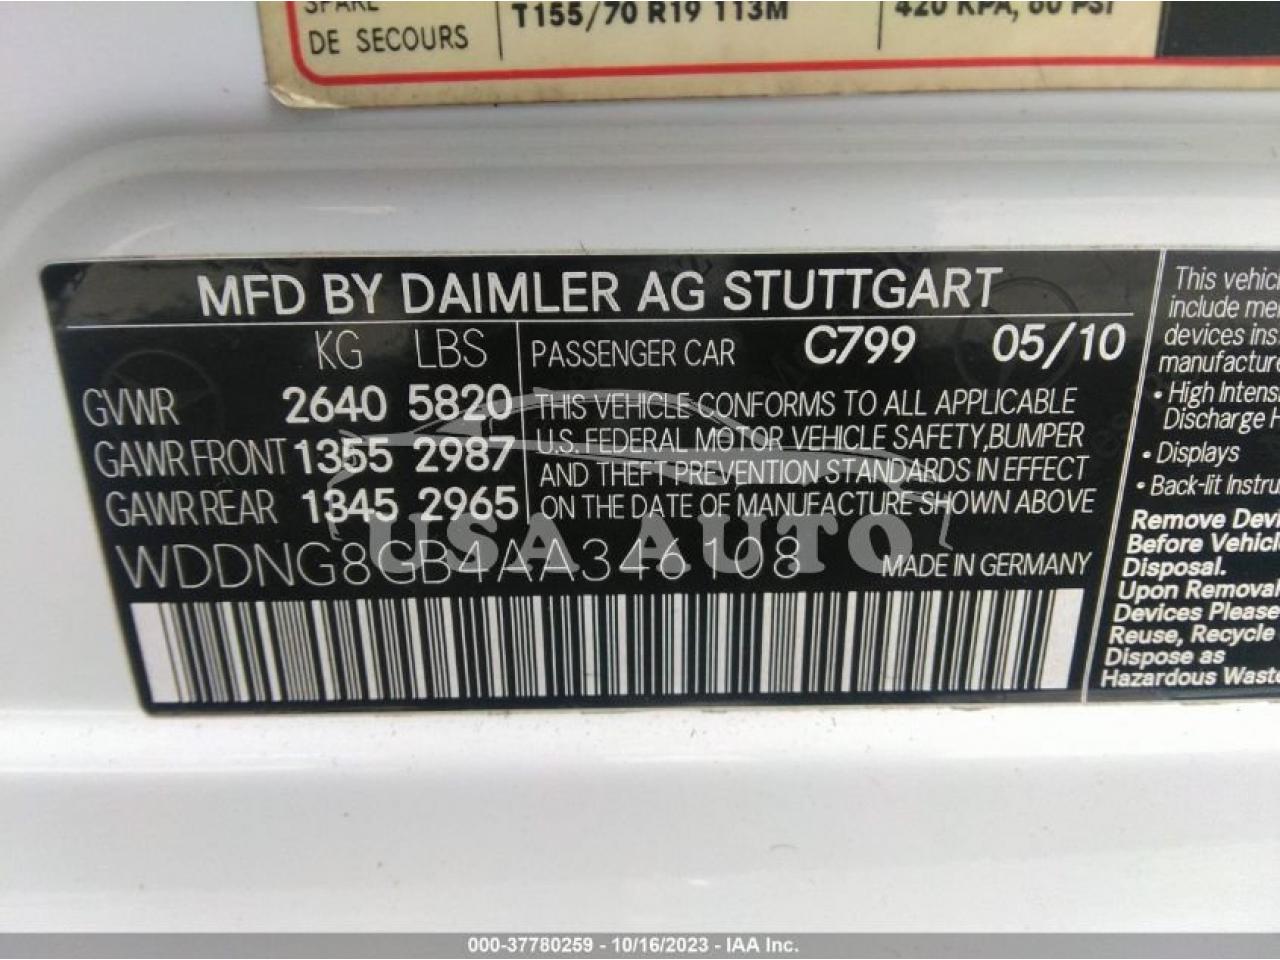 SPARE
DE SECOURS
T155/70 R19 113M
420 KPA, 60 PSI
MFD BY DAIMLER AG STUTTGART
KG LBS PASSENGER CAR C799 05/10
GVWR 2640 5820
GAWR FRONT 1355 2987
GAWR REAR 1345 2965
THIS VEHICLE CONFORMS TO ALL APPLICABLE
U.S. FEDERAL MOTOR VEHICLE SAFETY,BUMPER
AND THEFT PREVENTION STANDARDS IN EFFECT
ON THE DATE OF MANUFACTURE SHOWN ABOVE
WDDNG8GB4AA346108 MADE IN GERMANY
USA AUTO
This vehicl
include mer
devices ins
manufacture
• High Intens
Discharge
• Displays
• Back-lit Instru
Remove Devi
Before Vehicle
Disposal.
Upon Removal
Devices Please
Reuse, Recycle
Dispose as
Hazardous Waste
000-37780259 - 10/16/2023 - IAA Inc.